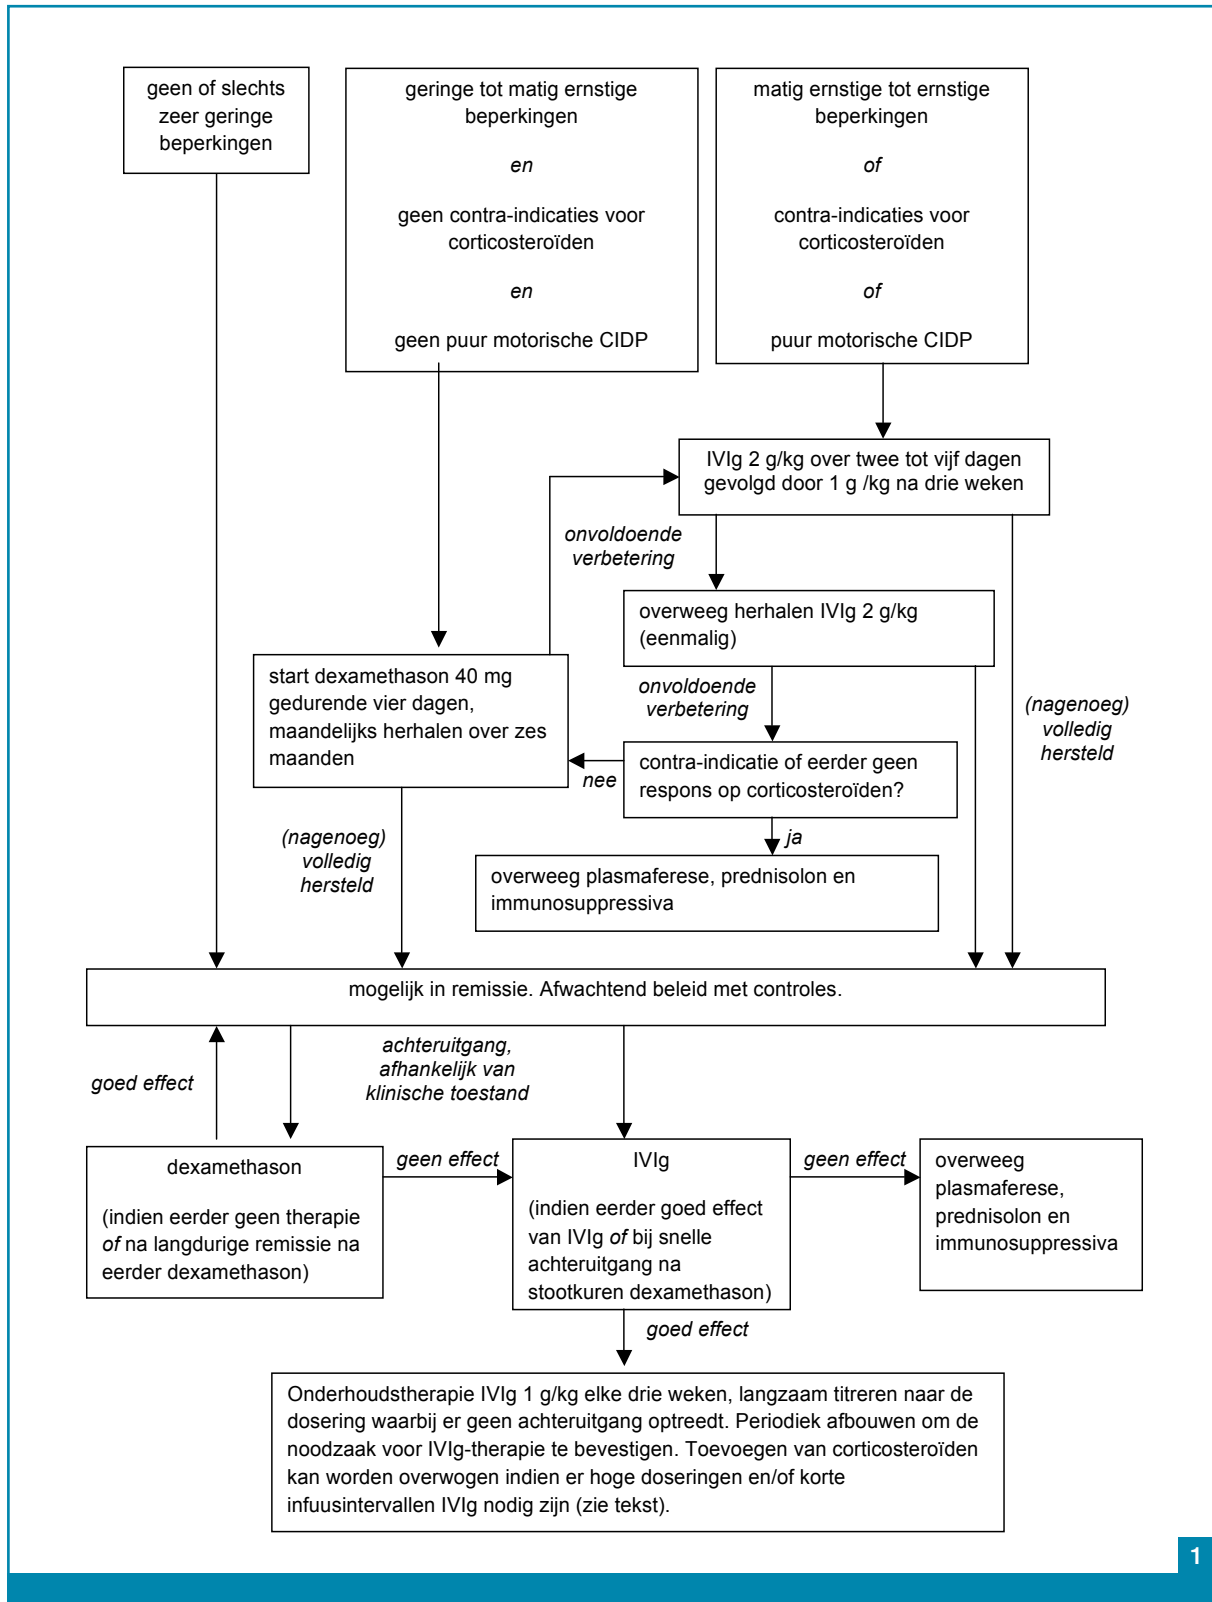 geen of slechts
zeer geringe
beperkingen
geringe tot matig ernstige
beperkingen
en
geen contra-indicaties voor
corticosteroïden
en
geen puur motorische CIDP
matig ernstige tot ernstige
beperkingen
of
contra-indicaties voor
corticosteroïden
of
puur motorische CIDP
IVIg 2 g/kg over twee tot vijf dagen
gevolgd door 1 g /kg na drie weken
onvoldoende
verbetering
overweeg herhalen IVIg 2 g/kg
(eenmalig)
start dexamethason 40 mg
gedurende vier dagen,
maandelijks herhalen over zes
maanden
onvoldoende
verbetering
(nagenoeg)
volledig
hersteld
contra-indicatie of eerder geen
respons op corticosteroïden?
nee
ja
(nagenoeg)
volledig
hersteld
overweeg plasmaferese, prednisolon en
immunosuppressiva
mogelijk in remissie. Afwachtend beleid met controles.
goed effect
achteruitgang,
afhankelijk van
klinische toestand
dexamethason
(indien eerder geen therapie
of na langdurige remissie na
eerder dexamethason)
geen effect
IVIg
(indien eerder goed effect
van IVIg of bij snelle
achteruitgang na
stootkuren dexamethason)
geen effect
overweeg
plasmaferese,
prednisolon en
immunosuppressiva
goed effect
Onderhoudstherapie IVIg 1 g/kg elke drie weken, langzaam titreren naar de
dosering waarbij er geen achteruitgang optreedt. Periodiek afbouwen om de
noodzaak voor IVIg-therapie te bevestigen. Toevoegen van corticosteroïden
kan worden overwogen indien er hoge doseringen en/of korte
infuusintervallen IVIg nodig zijn (zie tekst).
1